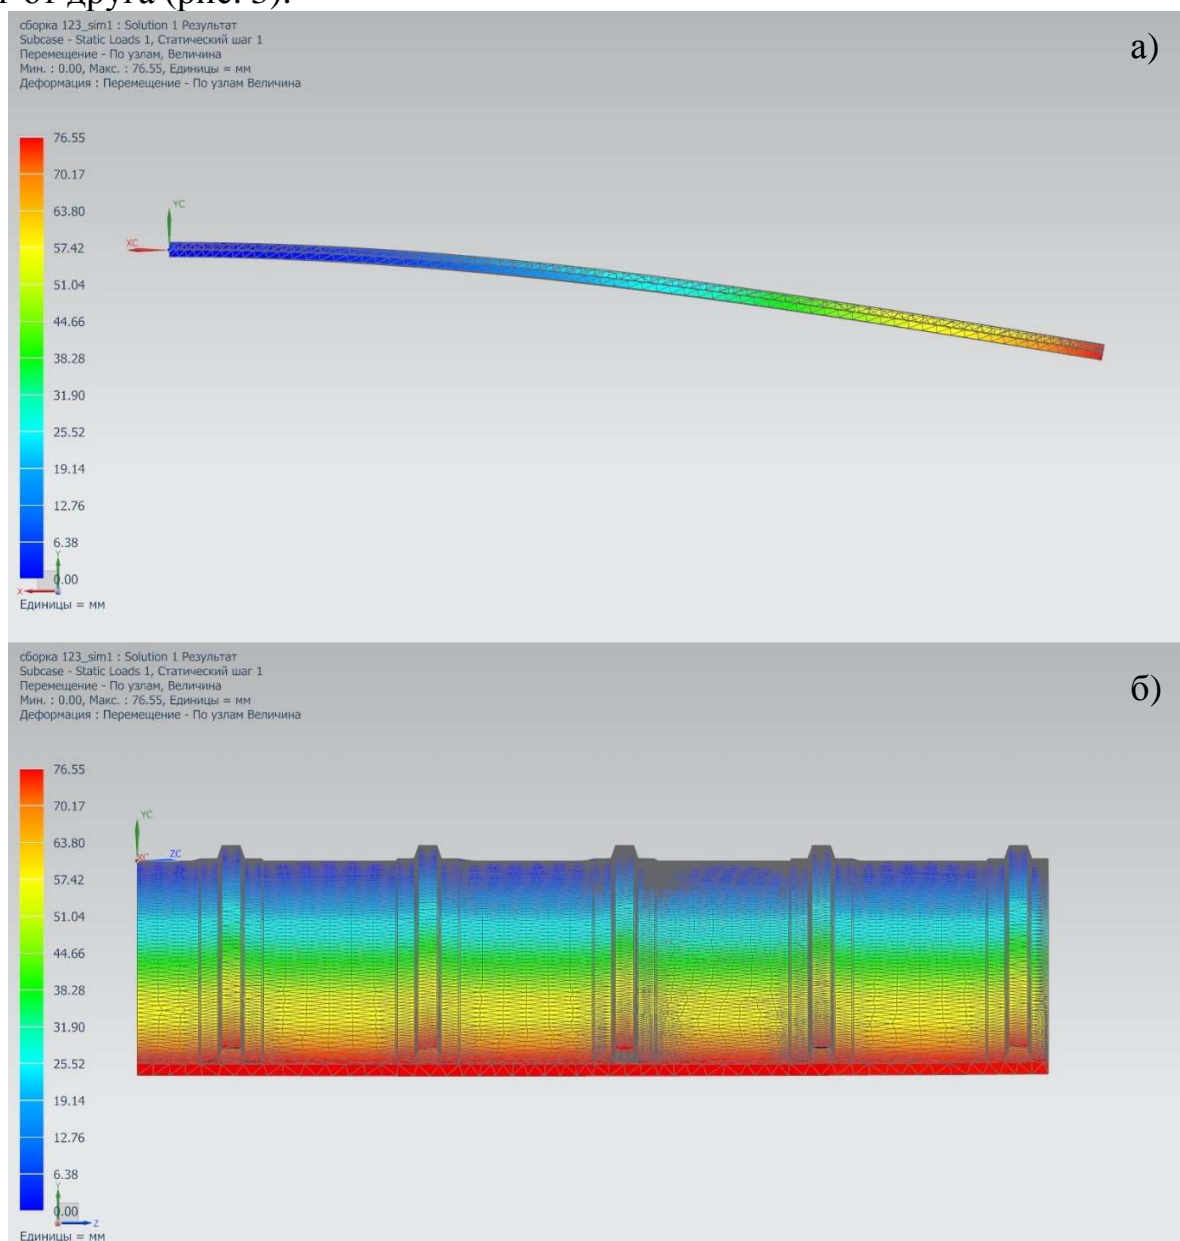 от друга (рис. 3).
сборка 123_sim1 : Solution 1 Результат
Subcase - Static Loads 1, Статический шаг 1
Перемещение - По узлам, Величина
Мин. : 0.00, Макс. : 76.55, Единицы = мм
Деформация : Перемещение - По узлам Величина
а)
76.55
70.17
63.80
57.42
51.04
44.66
38.28
31.90
25.52
19.14
12.76
6.38
0.00
YC
XC
Y
X
Единицы = мм
сборка 123_sim1 : Solution 1 Результат
Subcase - Static Loads 1, Статический шаг 1
Перемещение - По узлам, Величина
Мин. : 0.00, Макс. : 76.55, Единицы = мм
Деформация : Перемещение - По узлам Величина
б)
76.55
70.17
63.80
57.42
51.04
44.66
38.28
31.90
25.52
19.14
12.76
6.38
0.00
YC
XC ZC
Y
Z
Единицы = мм